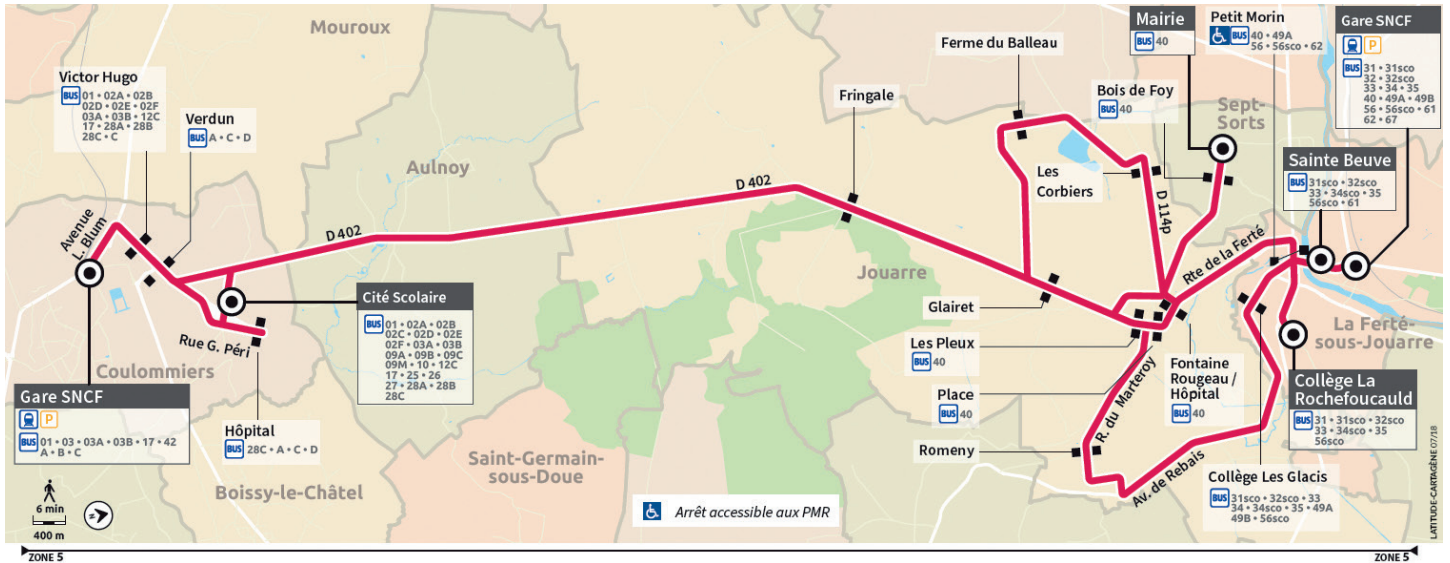 Mouroux
Victor Hugo
BUS 01 • 02A • 02B
02D • 02E • 02F
03A • 03B • 12C
17 • 28A • 28B
28C • C
Verdun
BUS A • C • D
Aulnoy
Avenue
L. Blum
D 402
D 402
Cité Scolaire
BUS 01 • 02A • 02B
02C • 02D • 02E
02F • 03A • 03B
09A • 09B • 09C
09M • 10 • 12C
17 • 25 • 26
27 • 28A • 28B
28C
Rue G. Péri
Coulommiers
Gare SNCF
P
BUS 01 • 03 • 03A • 03B • 17 • 42
A • B • C
Hôpital
BUS 28C • A • C • D
Boissy-le-Châtel
Saint-Germain-
sous-Doue
6 min
400 m
Arrêt accessible aux PMR
Fringale
Ferme du Balleau
Mairie
BUS 40
Petit Morin
BUS 40 • 49A
56 • 56sco • 62
Gare SNCF
P
BUS 31 • 31sco
32 • 32sco
33 • 34 • 35
40 • 49A • 49B
56 • 56sco • 61
62 • 67
Bois de Foy
BUS 40
Sept-
Sorts
Sainte Beuve
BUS 31sco • 32sco
33 • 34sco • 35
56sco • 61
Les
Corbiers
D 114p
Rte de la Ferté
Jouarre
Glairet
Les Pleux
BUS 40
Place
BUS 40
R. du Marteroy
Fontaine
Rougeau /
Hôpital
BUS 40
La Ferté-
sous-Jouarre
Collège La
Rochefoucauld
BUS 31 • 31sco • 32sco
33 • 34sco • 35
56sco
Romeny
Av. de Rebais
Collège Les Glacis
BUS 31sco • 32sco • 33
34 • 34sco • 35 • 49A
49B • 56sco
LATITUDE-CARTAGÈNE 07/18
ZONE 5
ZONE 5